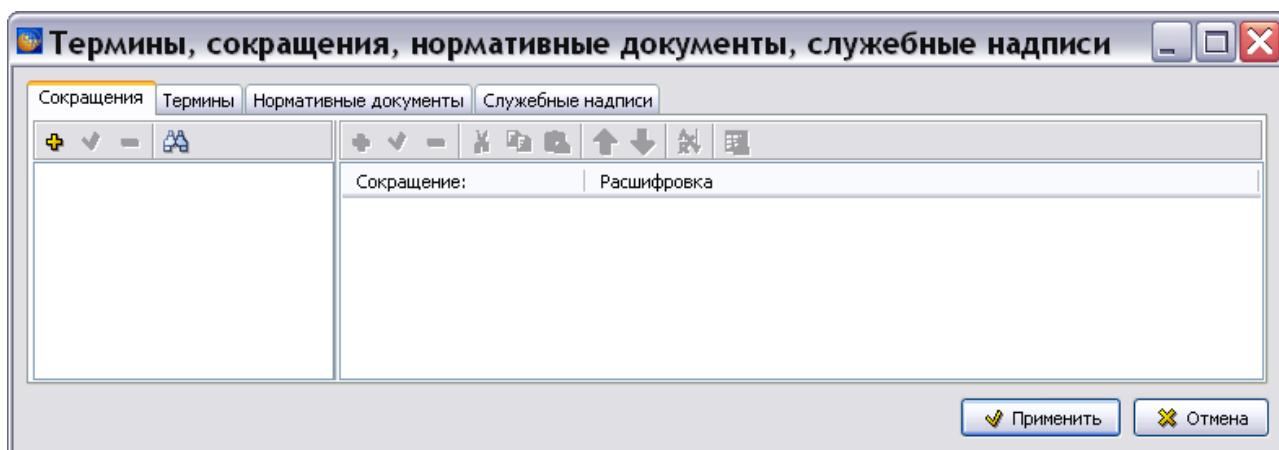 Термины, сокращения, нормативные документы, служебные надписи
Сокращения Термины Нормативные документы Служебные надписи
Сокращение: Расшифровка
Применить Отмена